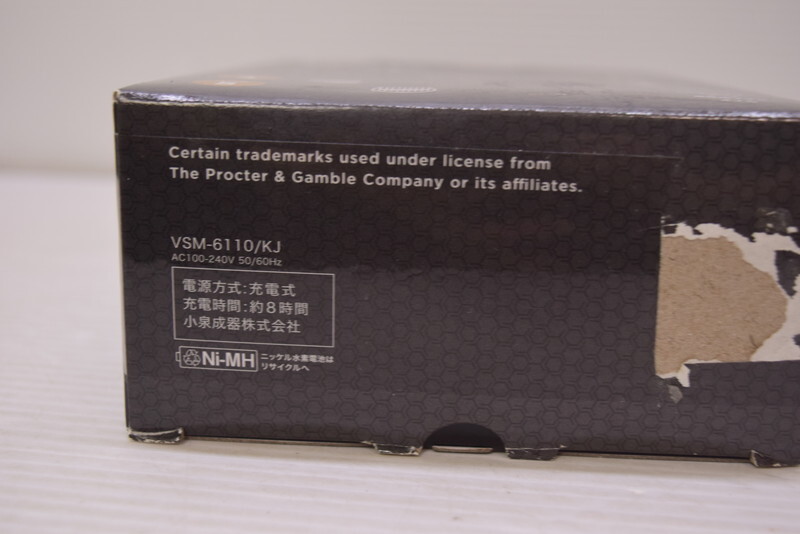 Certain trademarks used under license from
The Procter & Gamble Company or its affiliates.
VSM-6110/KJ
AC100-240V 50/60Hz
電源方式:充電式
充電時間:約8時間
小泉成器株式会社
Ni-MH
ニッケル水素電池は
リサイクルへ